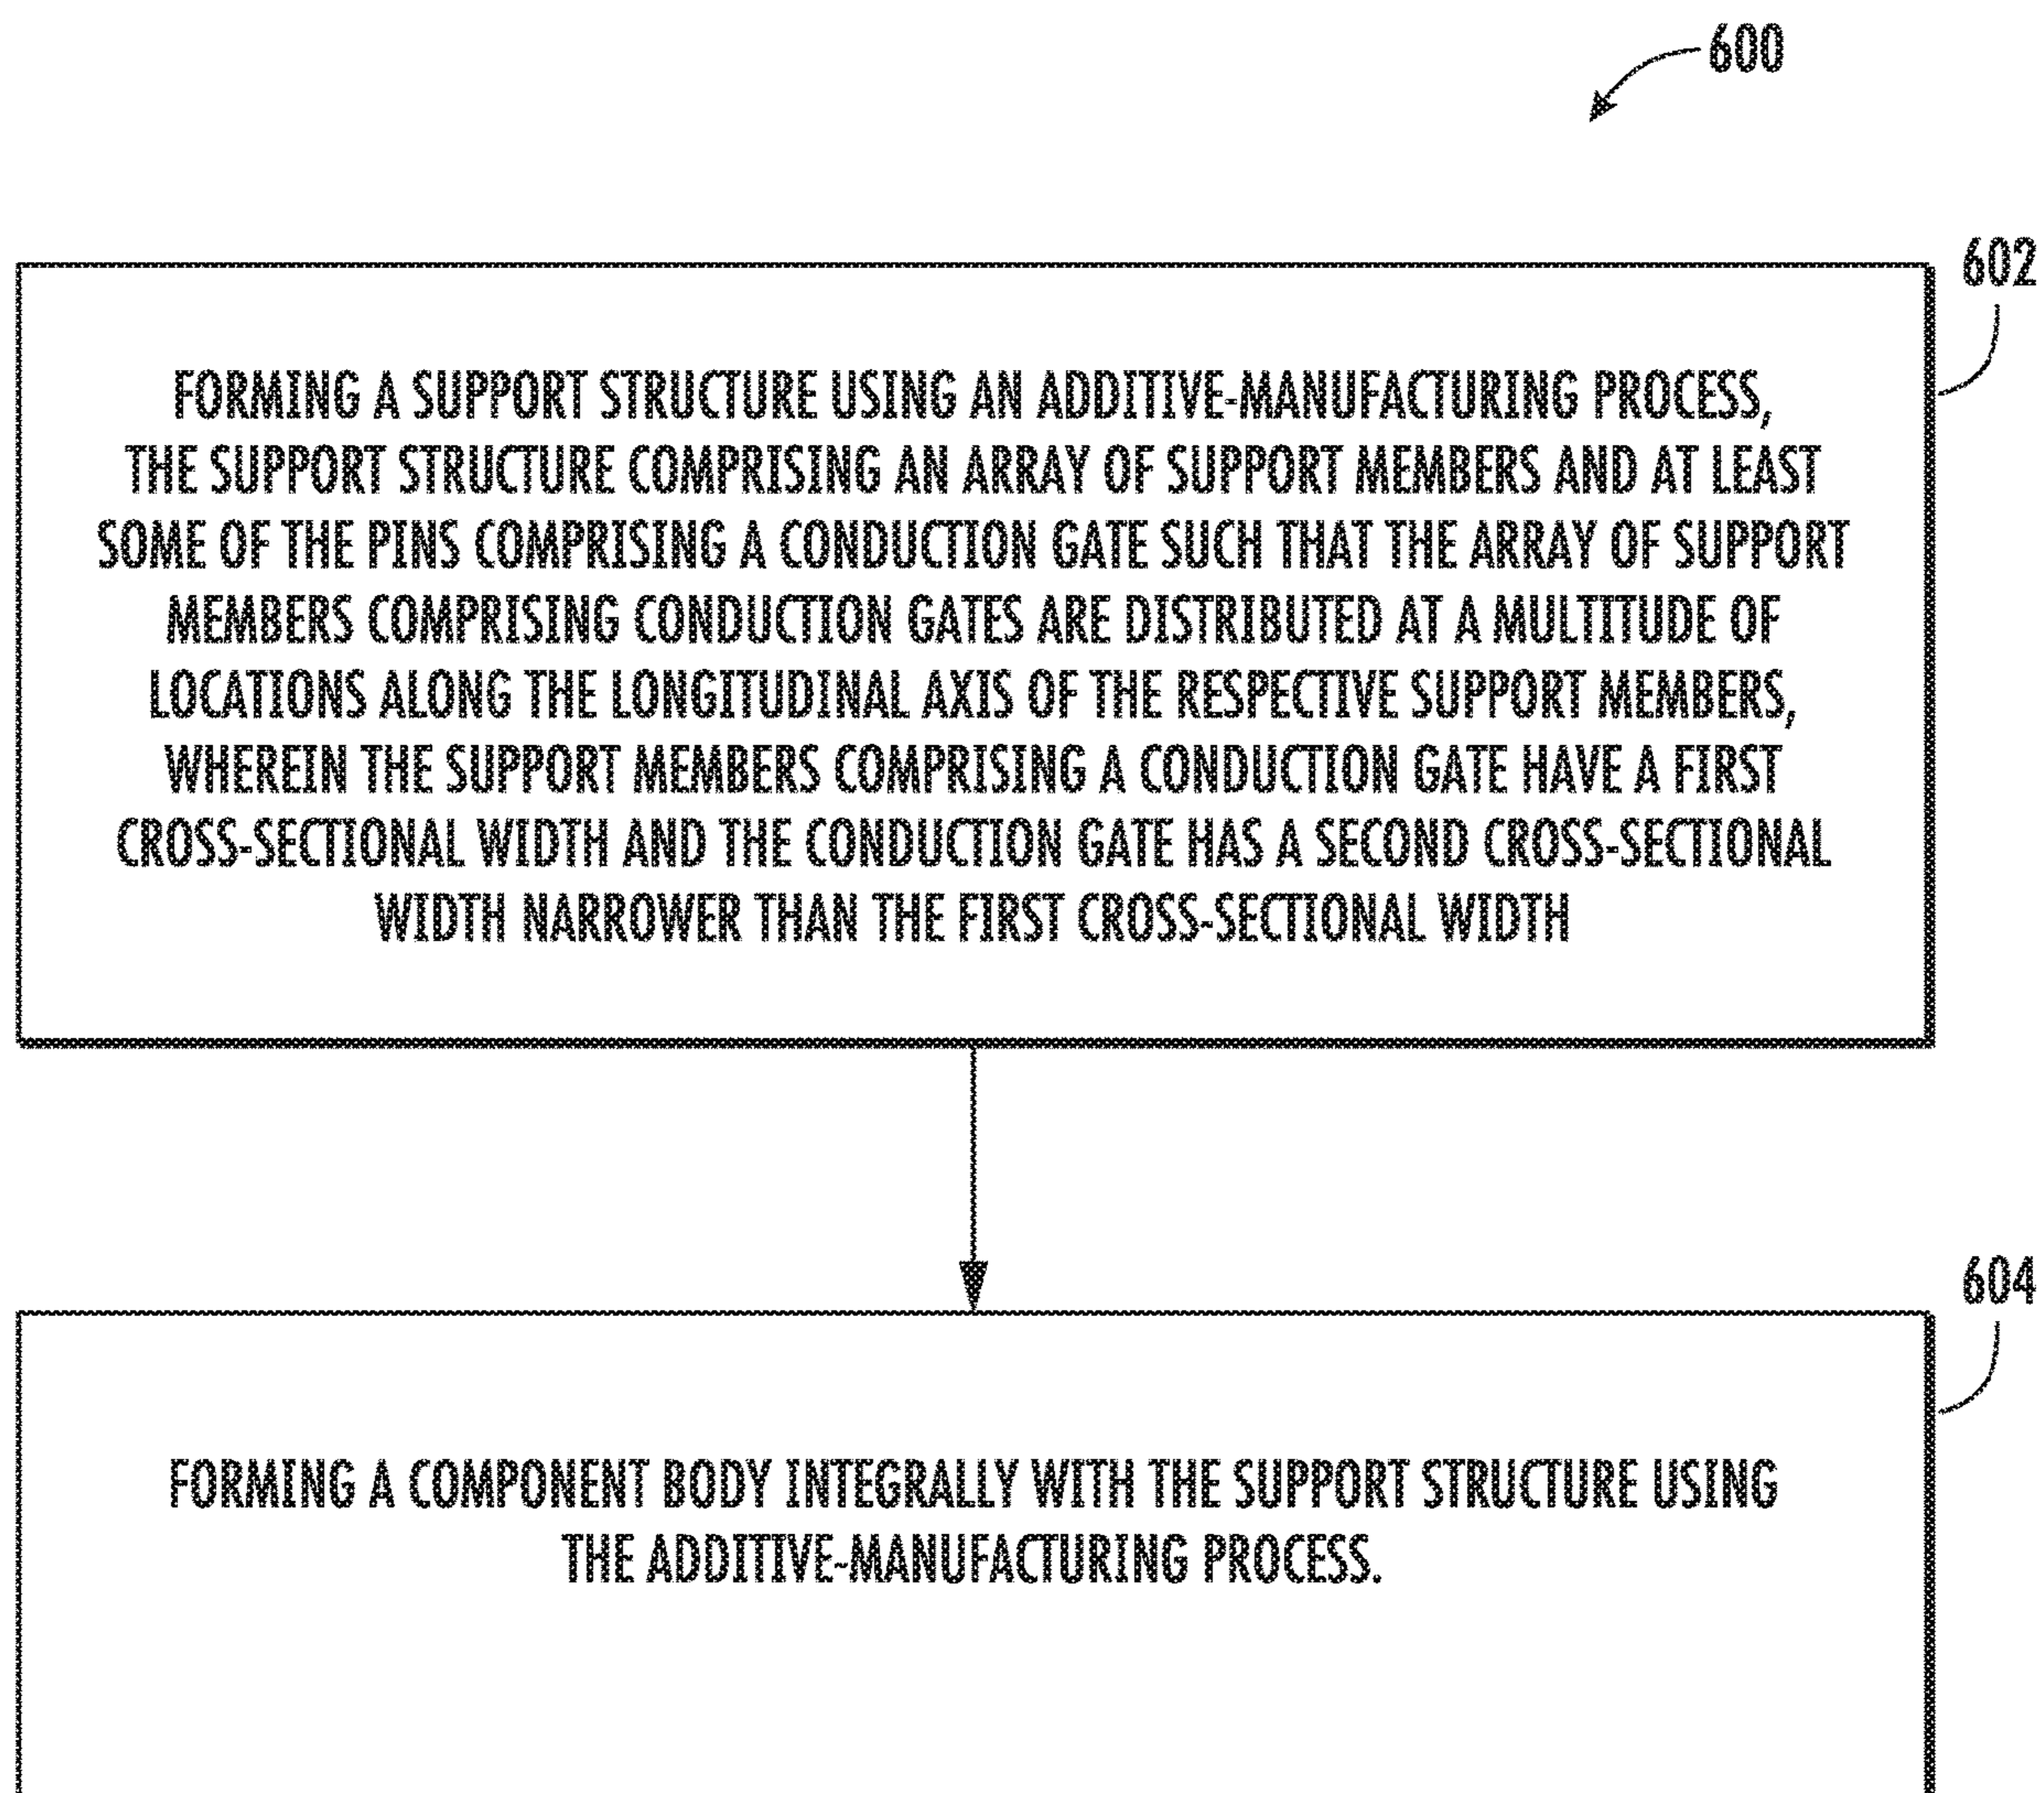 600
602
FORMING A SUPPORT STRUCTURE USING AN ADDITIVE-MANUFACTURING PROCESS,
THE SUPPORT STRUCTURE COMPRISING AN ARRAY OF SUPPORT MEMBERS AND AT LEAST
SOME OF THE PINS COMPRISING A CONDUCTION GATE SUCH THAT THE ARRAY OF SUPPORT
MEMBERS COMPRISING CONDUCTION GATES ARE DISTRIBUTED AT A MULTITUDE OF
LOCATIONS ALONG THE LONGITUDINAL AXIS OF THE RESPECTIVE SUPPORT MEMBERS,
WHEREIN THE SUPPORT MEMBERS COMPRISING A CONDUCTION GATE HAVE A FIRST
CROSS-SECTIONAL WIDTH AND THE CONDUCTION GATE HAS A SECOND CROSS-SECTIONAL
WIDTH NARROWER THAN THE FIRST CROSS-SECTIONAL WIDTH
604
FORMING A COMPONENT BODY INTEGRALLY WITH THE SUPPORT STRUCTURE USING
THE ADDITIVE-MANUFACTURING PROCESS.